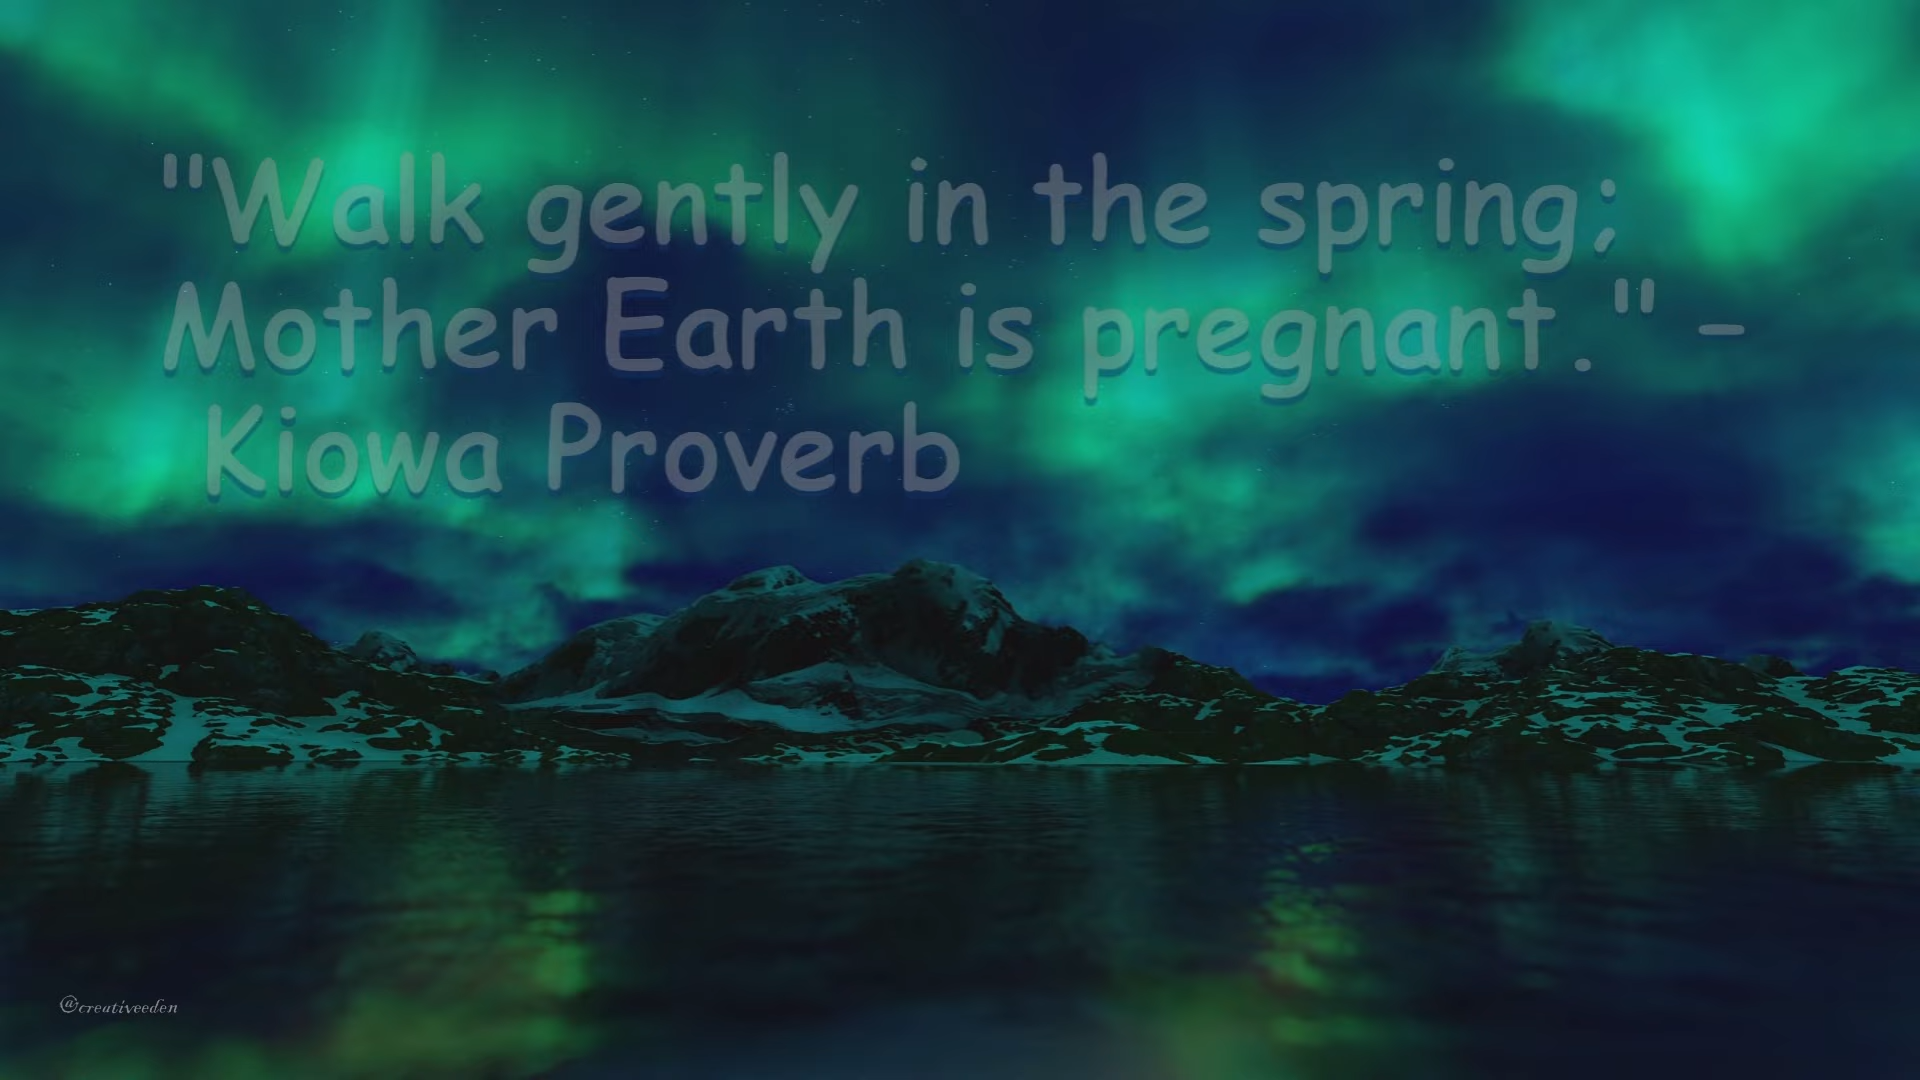 "Walk gently in the spring;
Mother Earth is pregnant." -
Kiowa Proverb
@creativeeden